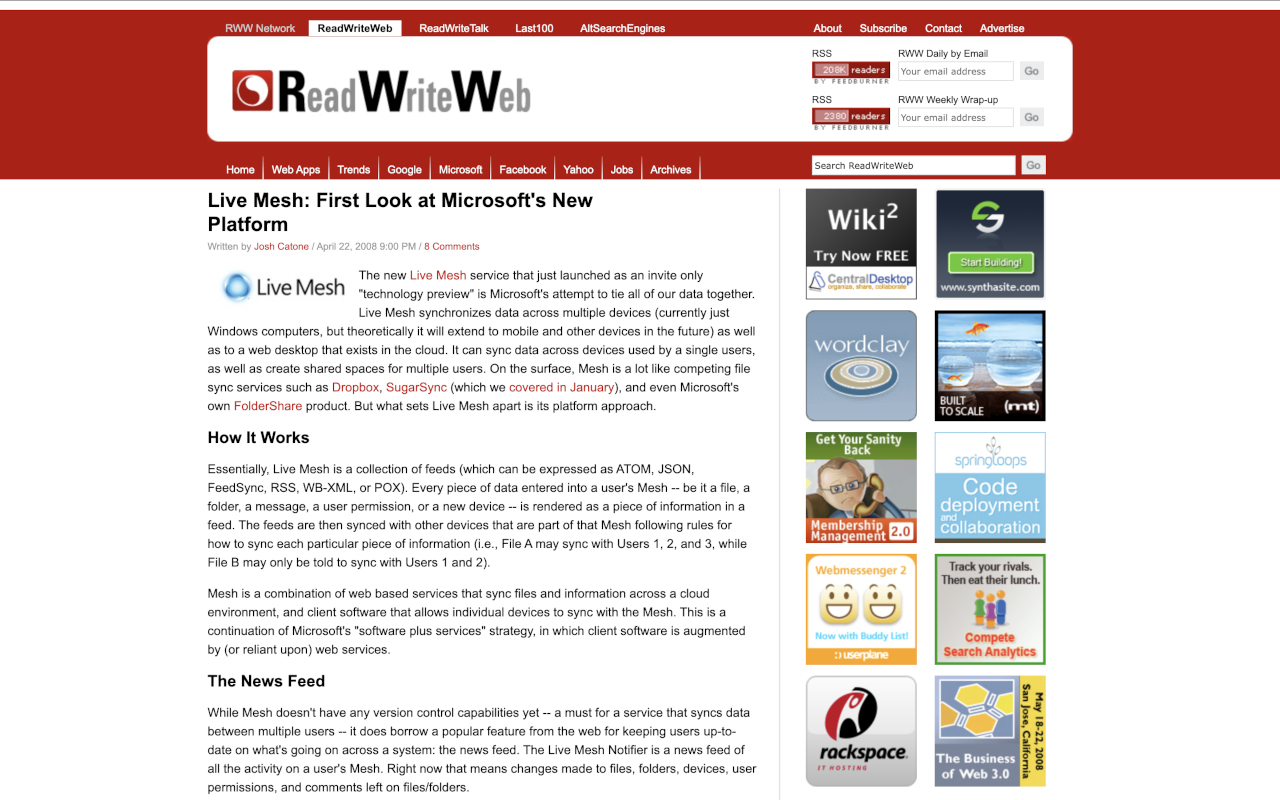 RWW Network ReadWriteWeb ReadWriteTalk Last100 AltSearchEngines About Subscribe Contact Advertise
ReadWriteWeb
RSS RWW Daily by Email
208K readers Your email address Go
BY FEEDBURNER
RSS RWW Weekly Wrap-up
2380 readers Your email address Go
BY FEEDBURNER
Home Web Apps Trends Google Microsoft Facebook Yahoo Jobs Archives Search ReadWriteWeb Go
Live Mesh: First Look at Microsoft's New
Platform
Written by Josh Catone / April 22, 2008 9:00 PM / 8 Comments
Live Mesh
The new Live Mesh service that just launched as an invite only
"technology preview" is Microsoft's attempt to tie all of our data together.
Live Mesh synchronizes data across multiple devices (currently just
Windows computers, but theoretically it will extend to mobile and other devices in the future) as well
as to a web desktop that exists in the cloud. It can sync data across devices used by a single users,
as well as create shared spaces for multiple users. On the surface, Mesh is a lot like competing file
sync services such as Dropbox, SugarSync (which we covered in January), and even Microsoft's
own FolderShare product. But what sets Live Mesh apart is its platform approach.
How It Works
Essentially, Live Mesh is a collection of feeds (which can be expressed as ATOM, JSON,
FeedSync, RSS, WB-XML, or POX). Every piece of data entered into a user's Mesh -- be it a file, a
folder, a message, a user permission, or a new device -- is rendered as a piece of information in a
feed. The feeds are then synced with other devices that are part of that Mesh following rules for
how to sync each particular piece of information (i.e., File A may sync with Users 1, 2, and 3, while
File B may only be told to sync with Users 1 and 2).
Mesh is a combination of web based services that sync files and information across a cloud
environment, and client software that allows individual devices to sync with the Mesh. This is a
continuation of Microsoft's "software plus services" strategy, in which client software is augmented
by (or reliant upon) web services.
The News Feed
While Mesh doesn't have any version control capabilities yet -- a must for a service that syncs data
between multiple users -- it does borrow a popular feature from the web for keeping users up-to-
date on what's going on across a system: the news feed. The Live Mesh Notifier is a news feed of
all the activity on a user's Mesh. Right now that means changes made to files, folders, devices, user
permissions, and comments left on files/folders.
Wiki2
Try Now FREE
CentralDesktop
organize, share, collaborate
Start Building!
www.synthasite.com
wordclay
BUILT
TO SCALE (mt)
Get Your Sanity
Back
Membership
Management 2.0
springloops
Code
deployment
and
collaboration
Webmessenger 2
Now with Buddy List!
userplane
Track your rivals.
Then eat their lunch.
Compete
Search Analytics
rackspace.
IT HOSTING
May 18-22, 2008
San Jose, California
The Business
of Web 3.0